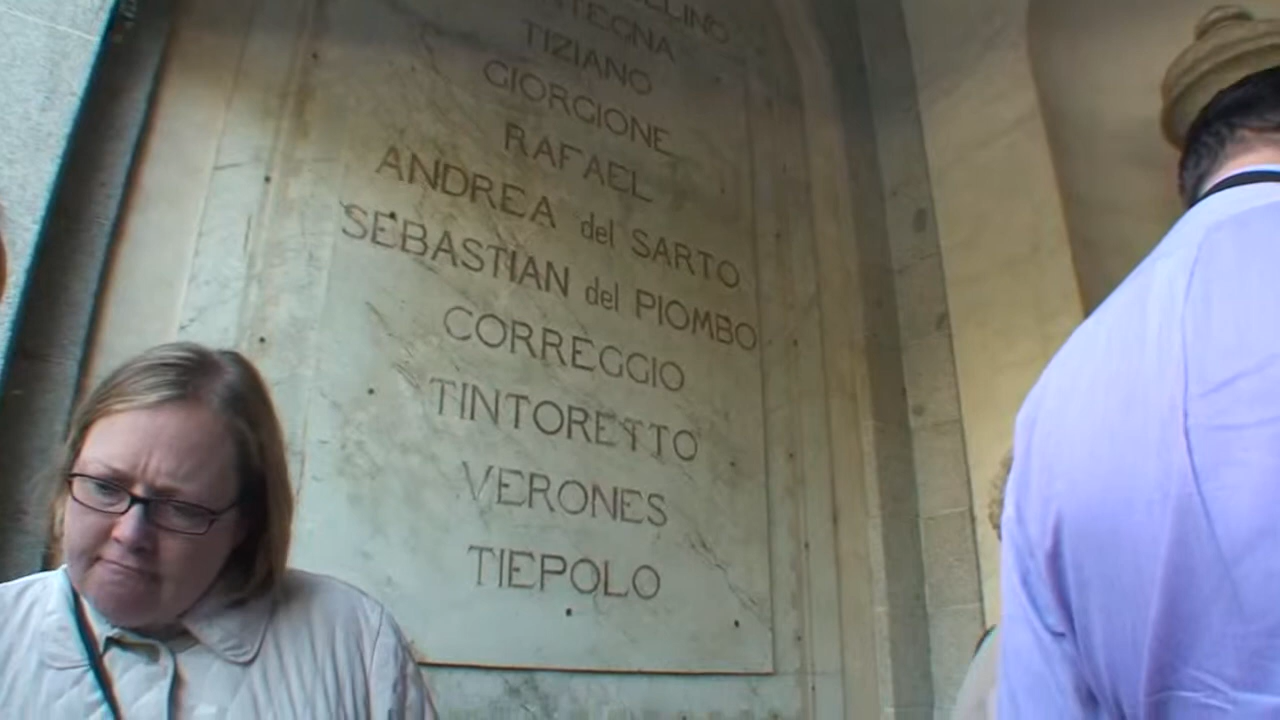 TIZIANO
GIORGIONE
RAFAEL
ANDREA del SARTO
SEBASTIAN del PIOMBO
CORREGGIO
TINTORETTO
VERONES
TIEPOLO